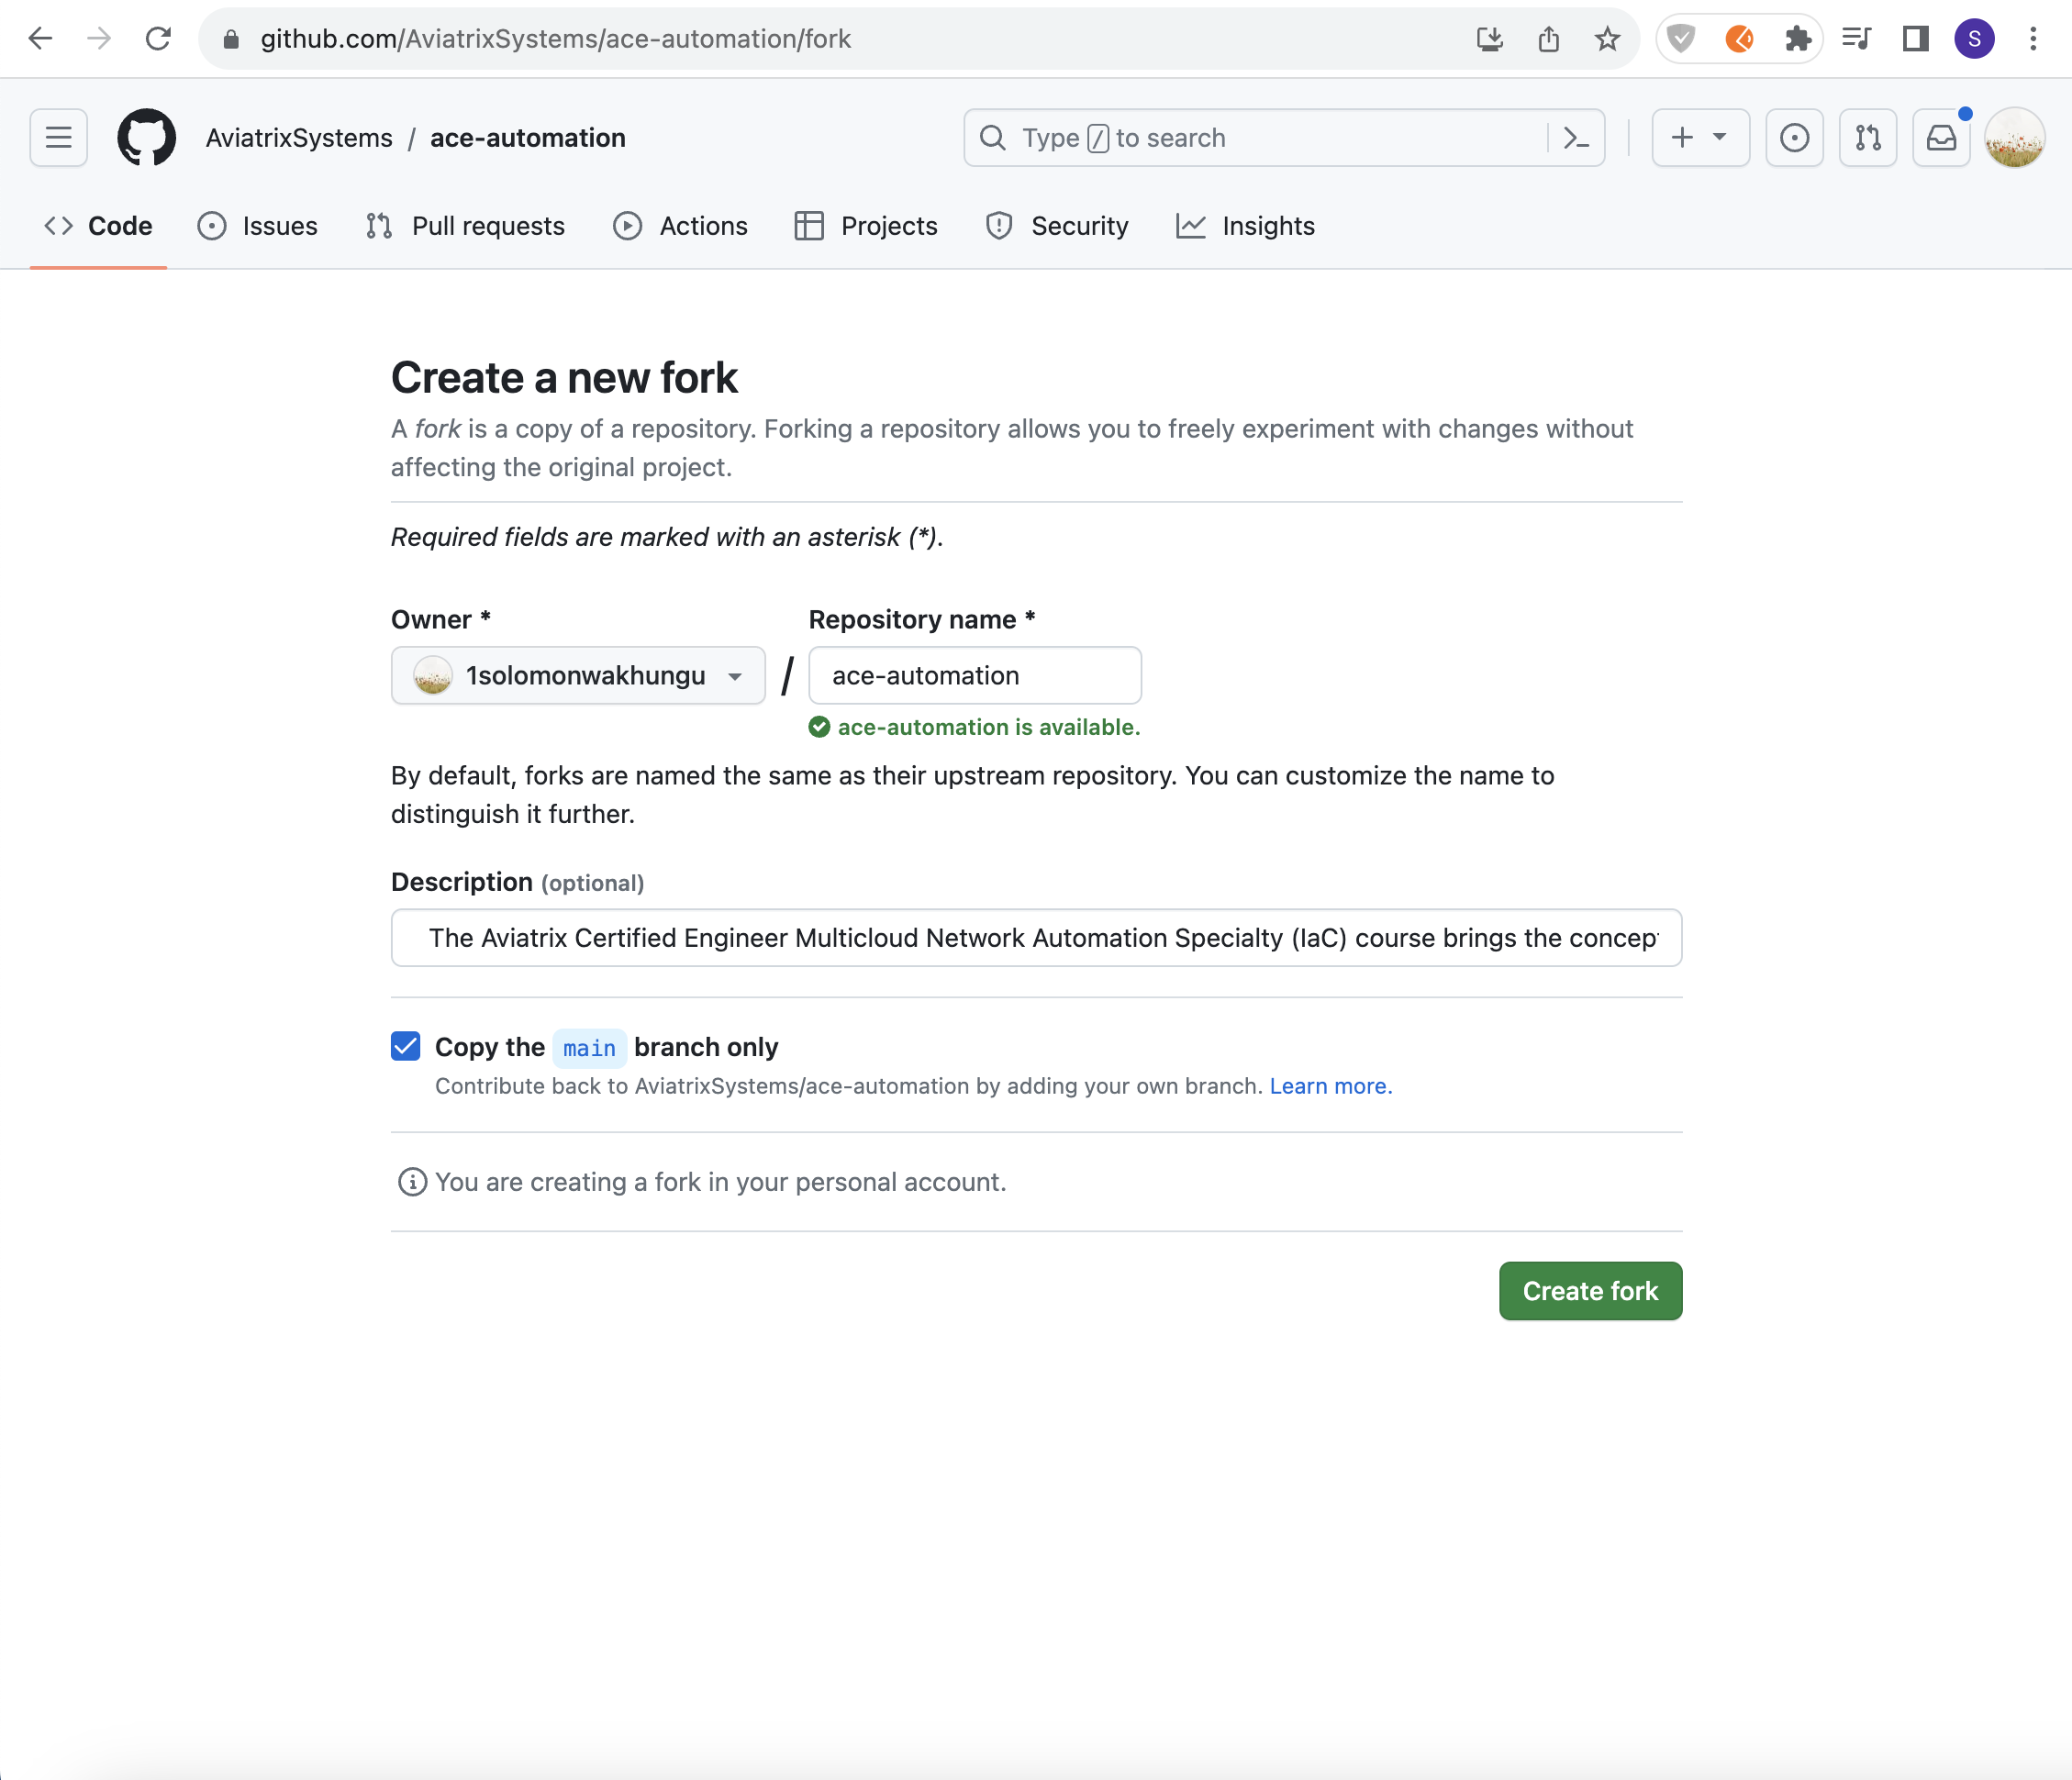 github.com/AviatrixSystems/ace-automation/fork
S
AviatrixSystems / ace-automation
Type / to search
Code Issues Pull requests Actions Projects Security Insights
Create a new fork
A fork is a copy of a repository. Forking a repository allows you to freely experiment with changes without
affecting the original project.
Required fields are marked with an asterisk (*).
Owner * Repository name *
1solomonwakhungu / ace-automation
ace-automation is available.
By default, forks are named the same as their upstream repository. You can customize the name to
distinguish it further.
Description (optional)
The Aviatrix Certified Engineer Multicloud Network Automation Specialty (IaC) course brings the concep
Copy the main branch only
Contribute back to AviatrixSystems/ace-automation by adding your own branch. Learn more.
You are creating a fork in your personal account.
Create fork